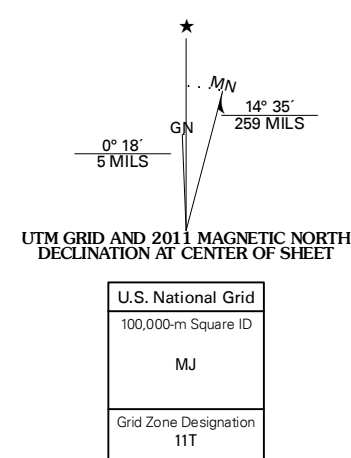 MN
14° 35´
259 MILS
GN
0° 18´
5 MILS
UTM GRID AND 2011 MAGNETIC NORTH
DECLINATION AT CENTER OF SHEET
U.S. National Grid
100,000-m Square ID
MJ
Grid Zone Designation
11T